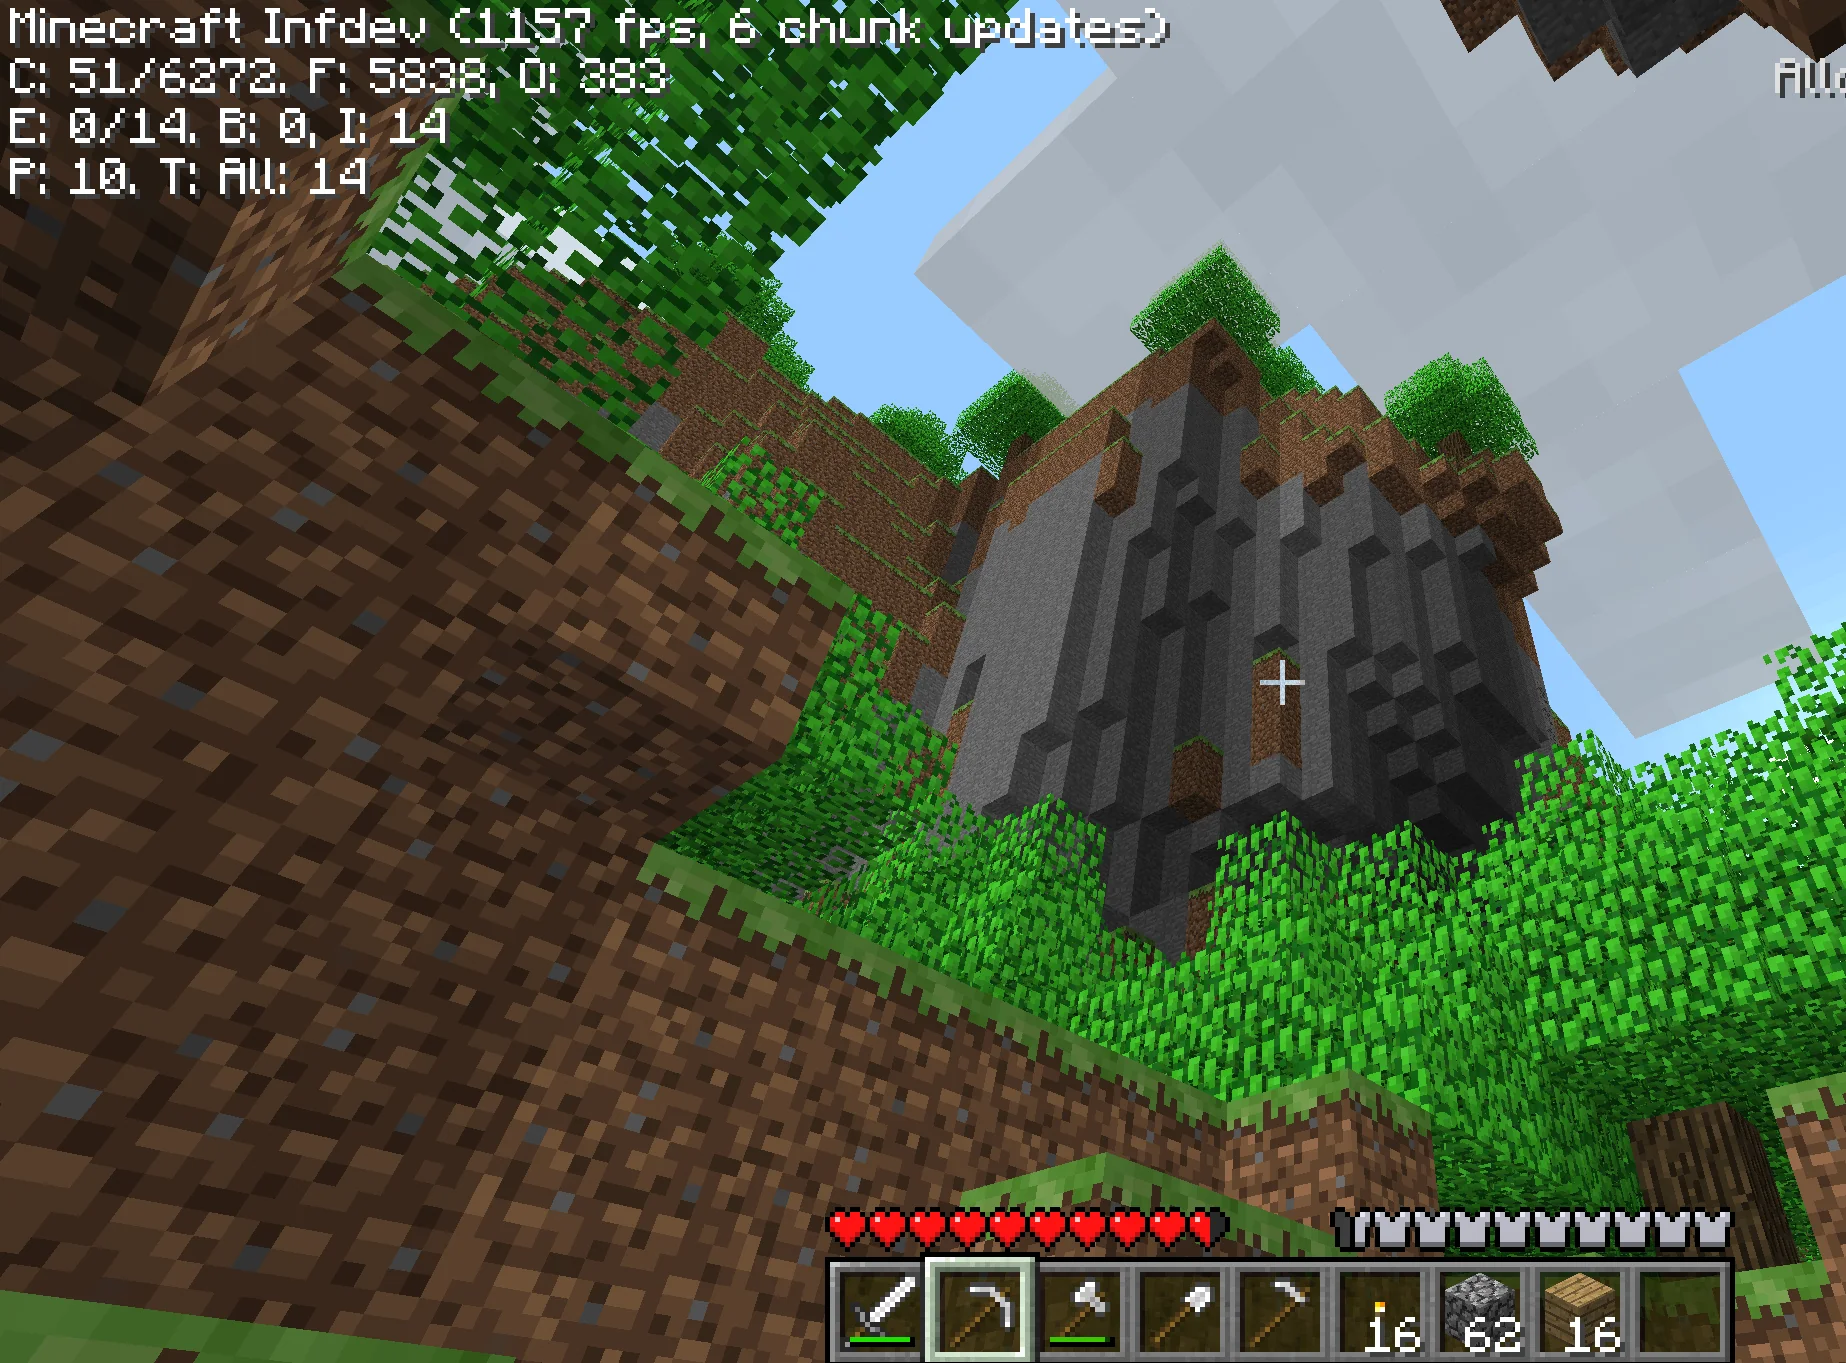 Minecraft Infdev (1157 fps, 6 chunk updates)
C: 51/6272. F: 5838, O: 383
E: 0/14. B: 0, I: 14
P: 10. T: All: 14
16
62
16